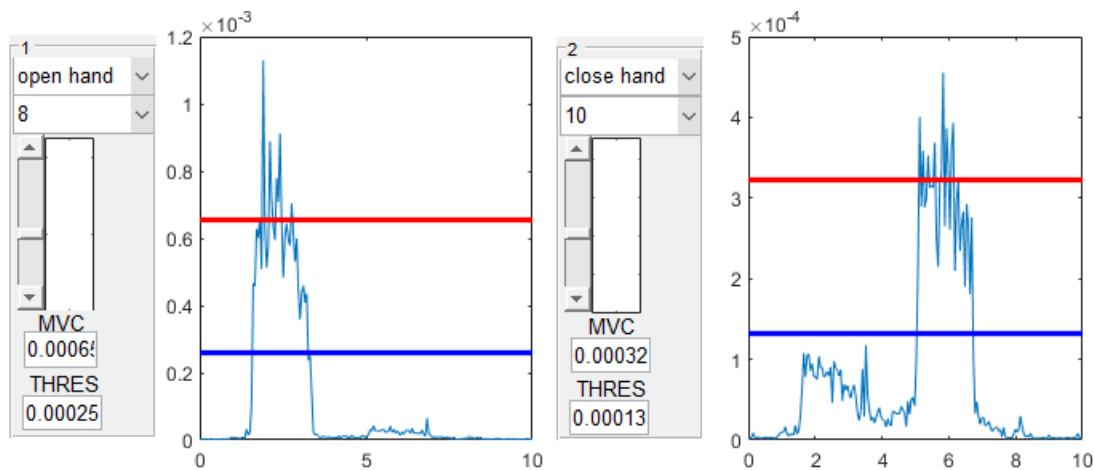 1
open hand
8
MVC
0.00065
THRES
0.00025
×10⁻³
1.2
1
0.8
0.6
0.4
0.2
0
0 5 10
2
close hand
10
MVC
0.00032
THRES
0.00013
×10⁻⁴
5
4
3
2
1
0
0 2 4 6 8 10